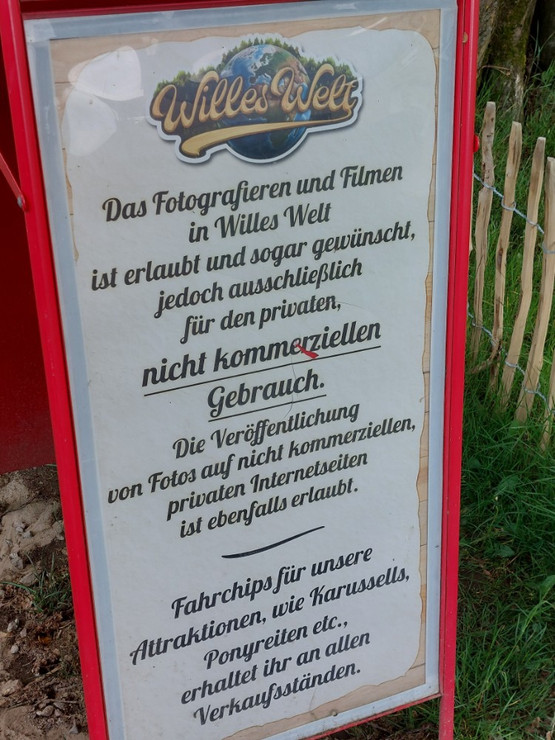 Willes Welt
Das Fotografieren und Filmen
in Willes Welt
ist erlaubt und sogar gewünscht,
jedoch ausschließlich
für den privaten,
nicht kommerziellen
Gebrauch.
Die Veröffentlichung
von Fotos auf nicht kommerziellen,
privaten Internetseiten
ist ebenfalls erlaubt.
Fahrchips für unsere
Attraktionen, wie Karussells,
Ponyreiten etc.,
erhaltet ihr an allen
Verkaufsständen.